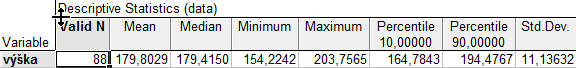 Descriptive Statistics (data)
Variable Valid N Mean Median Minimum Maximum Percentile 10,00000 Percentile 90,00000 Std.Dev.
výška 88 179,8029 179,4150 154,2242 203,7565 164,7843 194,4767 11,13632